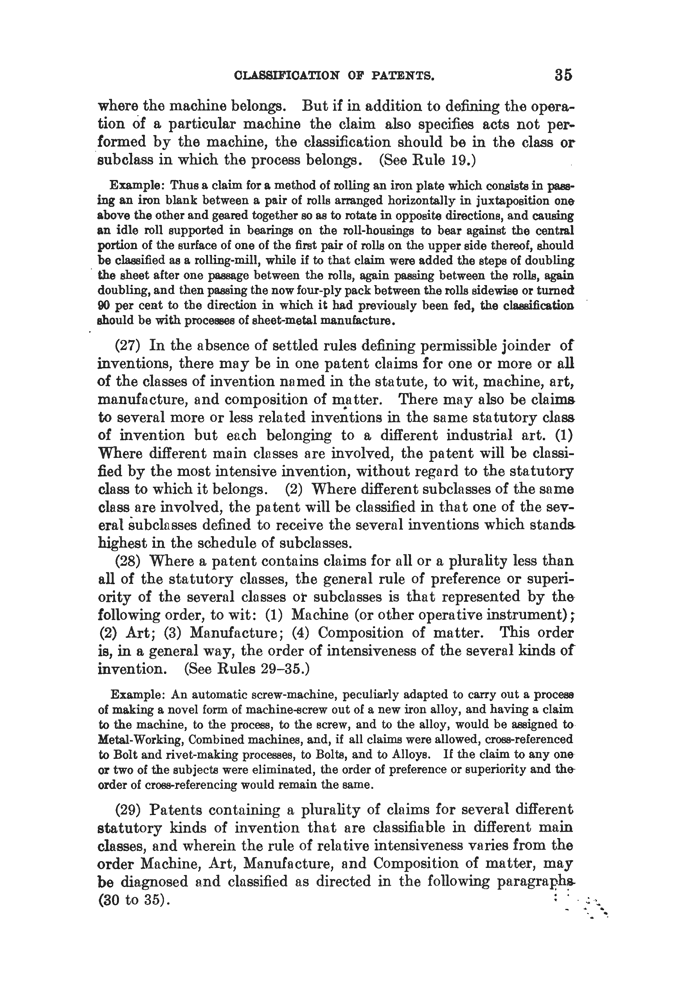 CLASSIFICATION OF PATENTS. 35
where the machine belongs. But if in addition to defining the opera-
tion of a particular machine the claim also specifies acts not per-
formed by the machine, the classification should be in the class or
subclass in which the process belongs. (See Rule 19.)
Example: Thus a claim for a method of rolling an iron plate which consists in pass-
ing an iron blank between a pair of rolls arranged horizontally in juxtaposition one
above the other and geared together so as to rotate in opposite directions, and causing
an idle roll supported in bearings on the roll-housings to bear against the central
portion of the surface of one of the first pair of rolls on the upper side thereof, should
be classified as a rolling-mill, while if to that claim were added the steps of doubling
the sheet after one passage between the rolls, again passing between the rolls, again
doubling, and then passing the now four-ply pack between the rolls sidewise or turned
90 per cent to the direction in which it had previously been fed, the classification
should be with processes of sheet-metal manufacture.
(27) In the absence of settled rules defining permissible joinder of
inventions, there may be in one patent claims for one or more or all
of the classes of invention named in the statute, to wit, machine, art,
manufacture, and composition of matter. There may also be claims
to several more or less related inventions in the same statutory class
of invention but each belonging to a different industrial art. (1)
Where different main classes are involved, the patent will be classi-
fied by the most intensive invention, without regard to the statutory
class to which it belongs. (2) Where different subclasses of the same
class are involved, the patent will be classified in that one of the sev-
eral subclasses defined to receive the several inventions which stands
highest in the schedule of subclasses.
(28) Where a patent contains claims for all or a plurality less than
all of the statutory classes, the general rule of preference or superi-
ority of the several classes or subclasses is that represented by the
following order, to wit: (1) Machine (or other operative instrument);
(2) Art; (3) Manufacture; (4) Composition of matter. This order
is, in a general way, the order of intensiveness of the several kinds of
invention. (See Rules 29–35.)
Example: An automatic screw-machine, peculiarly adapted to carry out a process
of making a novel form of machine-screw out of a new iron alloy, and having a claim
to the machine, to the process, to the screw, and to the alloy, would be assigned to
Metal-Working, Combined machines, and, if all claims were allowed, cross-referenced
to Bolt and rivet-making processes, to Bolts, and to Alloys. If the claim to any one
or two of the subjects were eliminated, the order of preference or superiority and the
order of cross-referencing would remain the same.
(29) Patents containing a plurality of claims for several different
statutory kinds of invention that are classifiable in different main
classes, and wherein the rule of relative intensiveness varies from the
order Machine, Art, Manufacture, and Composition of matter, may
be diagnosed and classified as directed in the following paragraphs
(30 to 35).